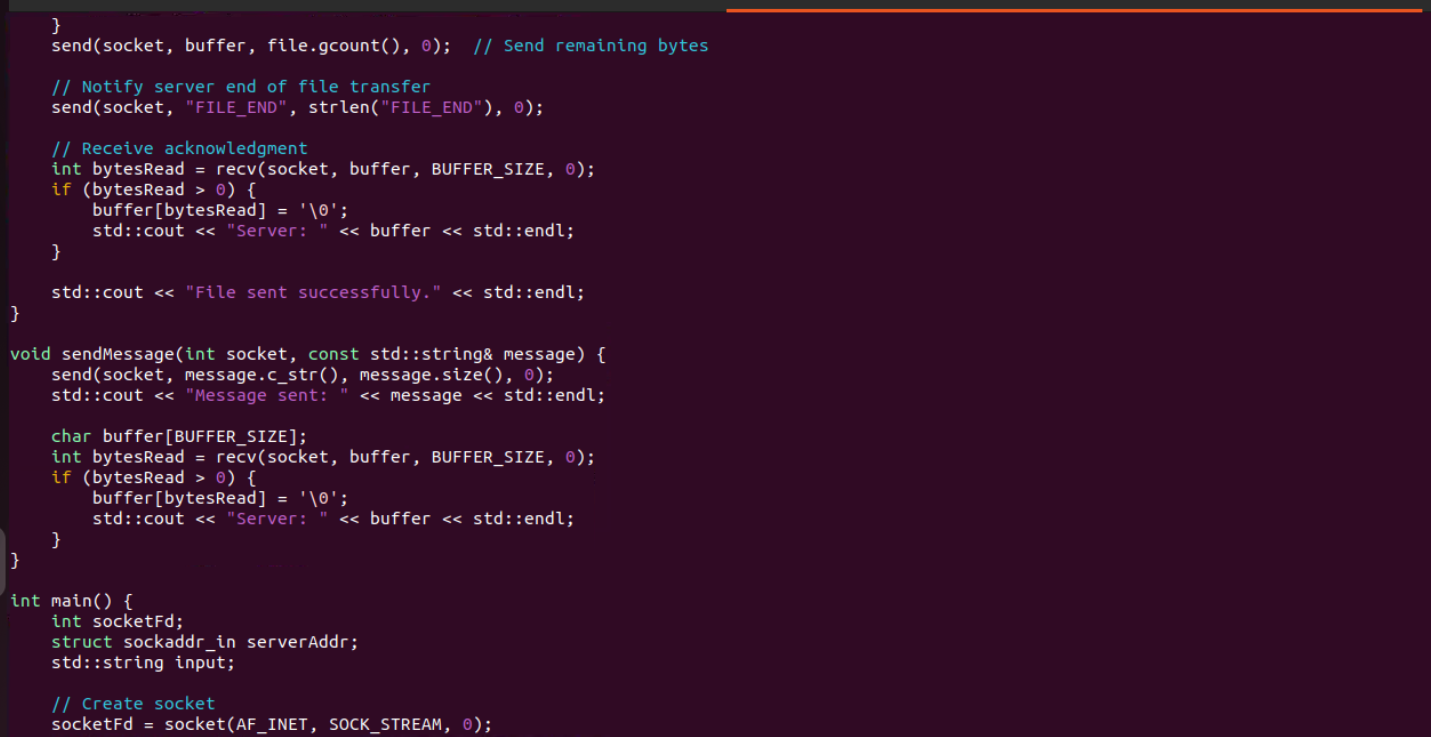 }
    send(socket, buffer, file.gcount(), 0);  // Send remaining bytes

    // Notify server end of file transfer
    send(socket, "FILE_END", strlen("FILE_END"), 0);

    // Receive acknowledgment
    int bytesRead = recv(socket, buffer, BUFFER_SIZE, 0);
    if (bytesRead > 0) {
        buffer[bytesRead] = '\0';
        std::cout << "Server: " << buffer << std::endl;
    }

    std::cout << "File sent successfully." << std::endl;
}

void sendMessage(int socket, const std::string& message) {
    send(socket, message.c_str(), message.size(), 0);
    std::cout << "Message sent: " << message << std::endl;

    char buffer[BUFFER_SIZE];
    int bytesRead = recv(socket, buffer, BUFFER_SIZE, 0);
    if (bytesRead > 0) {
        buffer[bytesRead] = '\0';
        std::cout << "Server: " << buffer << std::endl;
    }
}

int main() {
    int socketFd;
    struct sockaddr_in serverAddr;
    std::string input;

    // Create socket
    socketFd = socket(AF_INET, SOCK_STREAM, 0);